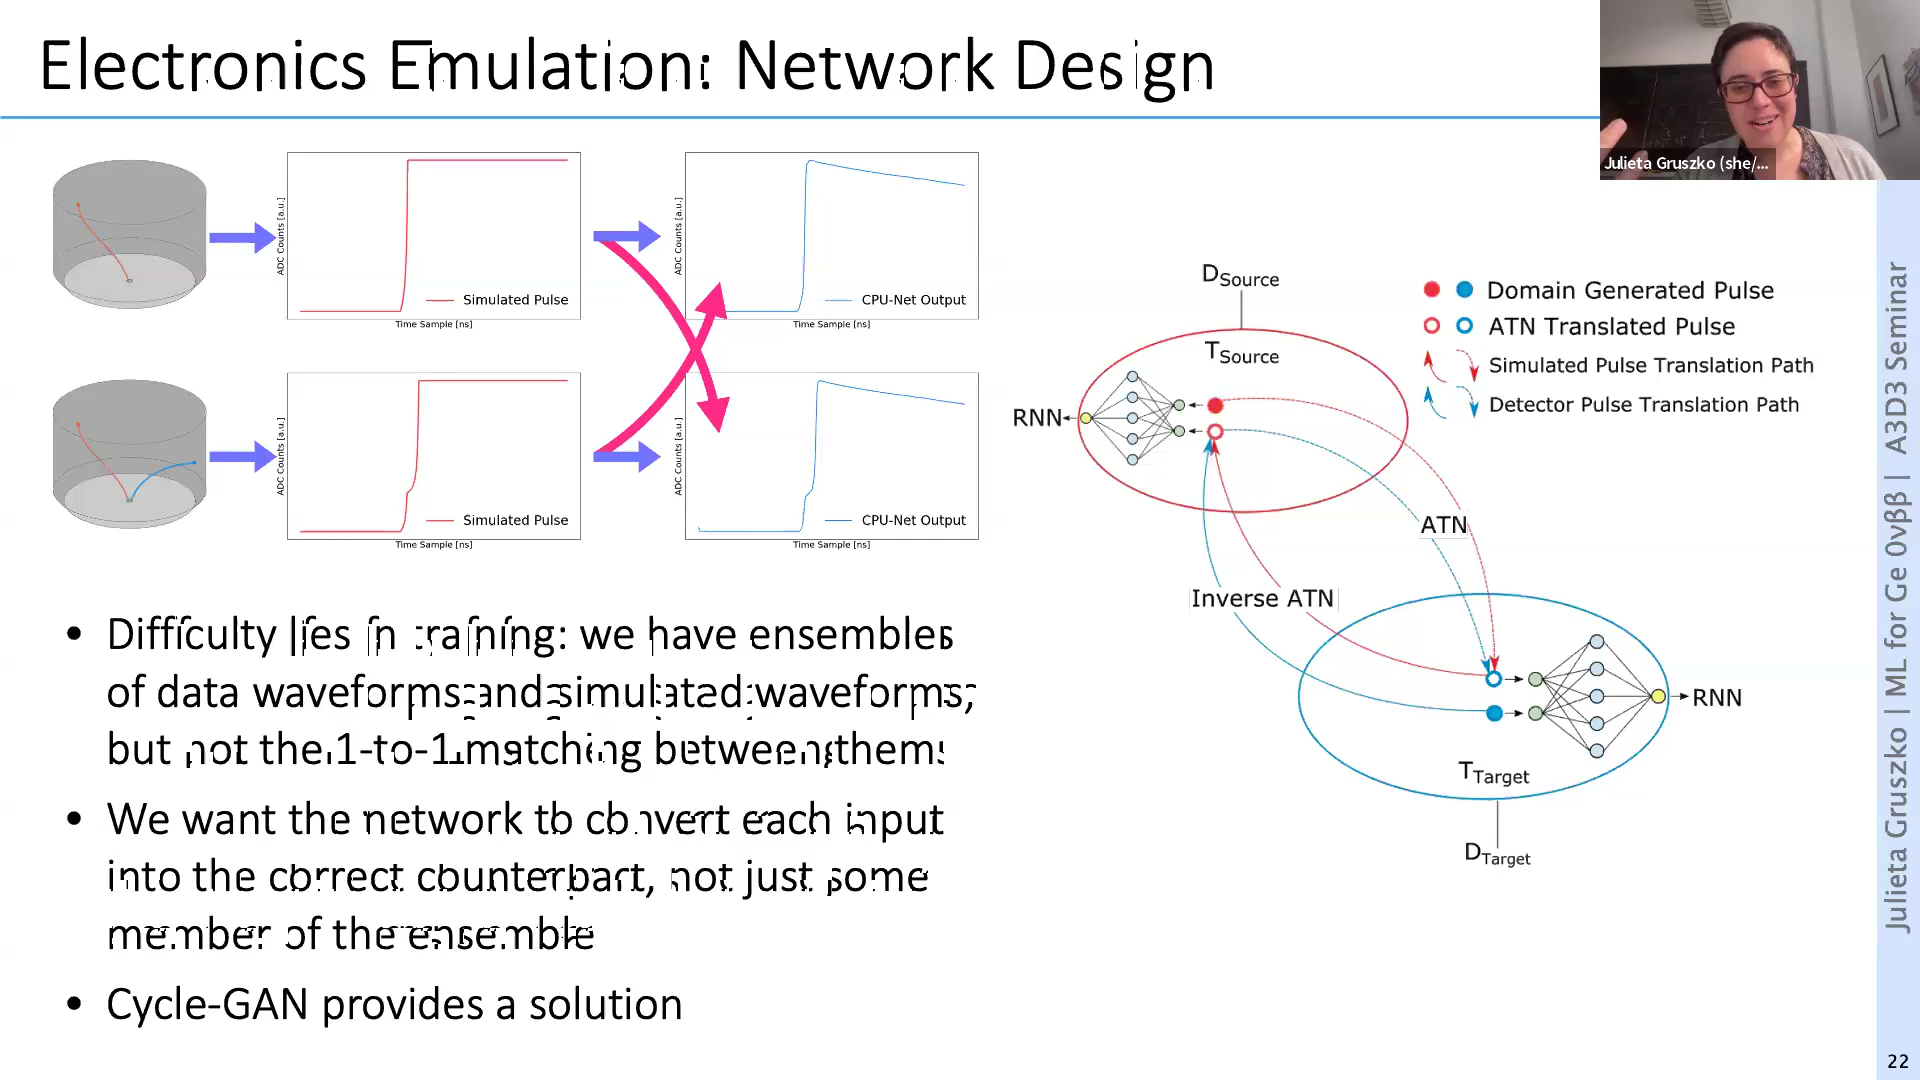 Electronics Emulation: Network Design
Julieta Gruszko (she/...
ADC Counts [a.u.]
Simulated Pulse
Time Sample [ns]
ADC Counts [a.u.]
CPU-Net Output
Time Sample [ns]
ADC Counts [a.u.]
Simulated Pulse
Time Sample [ns]
ADC Counts [a.u.]
CPU-Net Output
Time Sample [ns]
• Difficulty lies in training: we have ensembles
of data waveforms and simulated waveforms,
but not the 1-to-1 matching between them
• We want the network to convert each input
into the correct counterpart, not just some
member of the ensemble
• Cycle-GAN provides a solution
DSource
TSource
RNN
Domain Generated Pulse
ATN Translated Pulse
Simulated Pulse Translation Path
Detector Pulse Translation Path
ATN
Inverse ATN
RNN
TTarget
DTarget
Julieta Gruszko | ML for Ge 0νββ | A3D3 Seminar
22